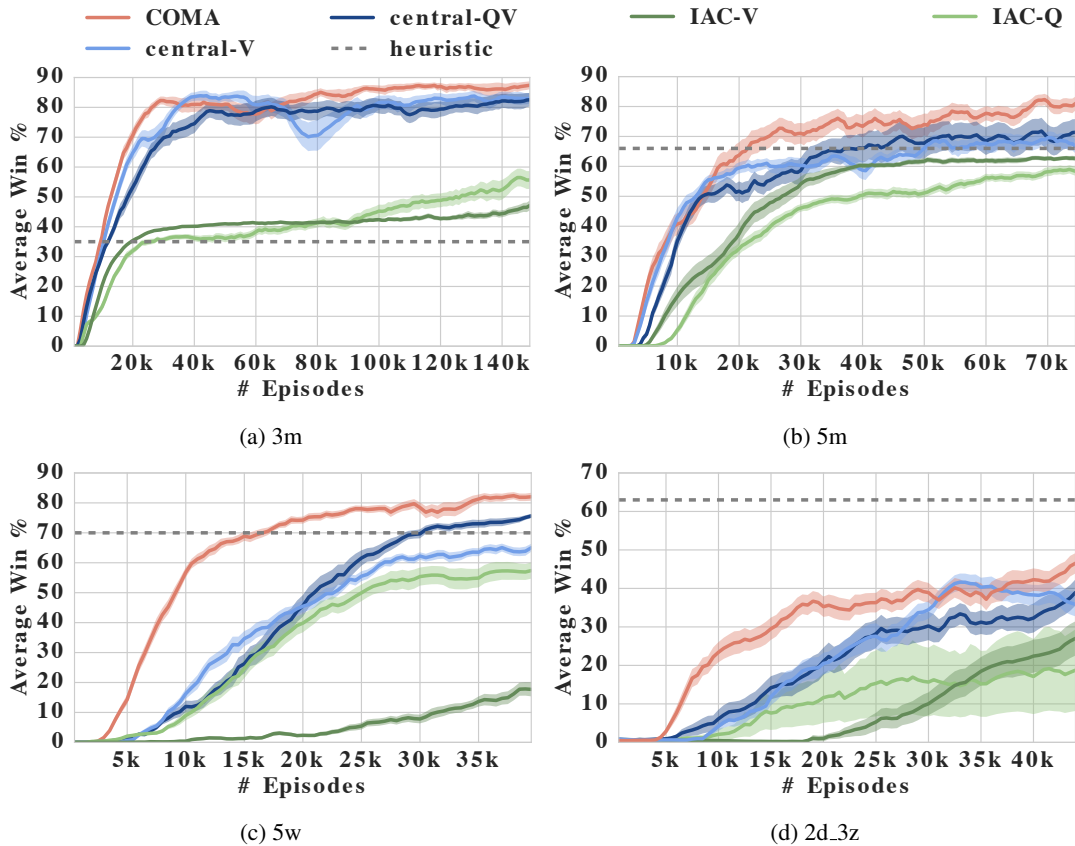 COMA central-QV IAC-V IAC-Q
central-V heuristic
Average Win %
90
80
70
60
50
40
30
20
10
0
20k 40k 60k 80k 100k 120k 140k
# Episodes
(a) 3m
Average Win %
90
80
70
60
50
40
30
20
10
0
10k 20k 30k 40k 50k 60k 70k
# Episodes
(b) 5m
Average Win %
90
80
70
60
50
40
30
20
10
0
5k 10k 15k 20k 25k 30k 35k
# Episodes
(c) 5w
Average Win %
70
60
50
40
30
20
10
0
5k 10k 15k 20k 25k 30k 35k 40k
# Episodes
(d) 2d_3z